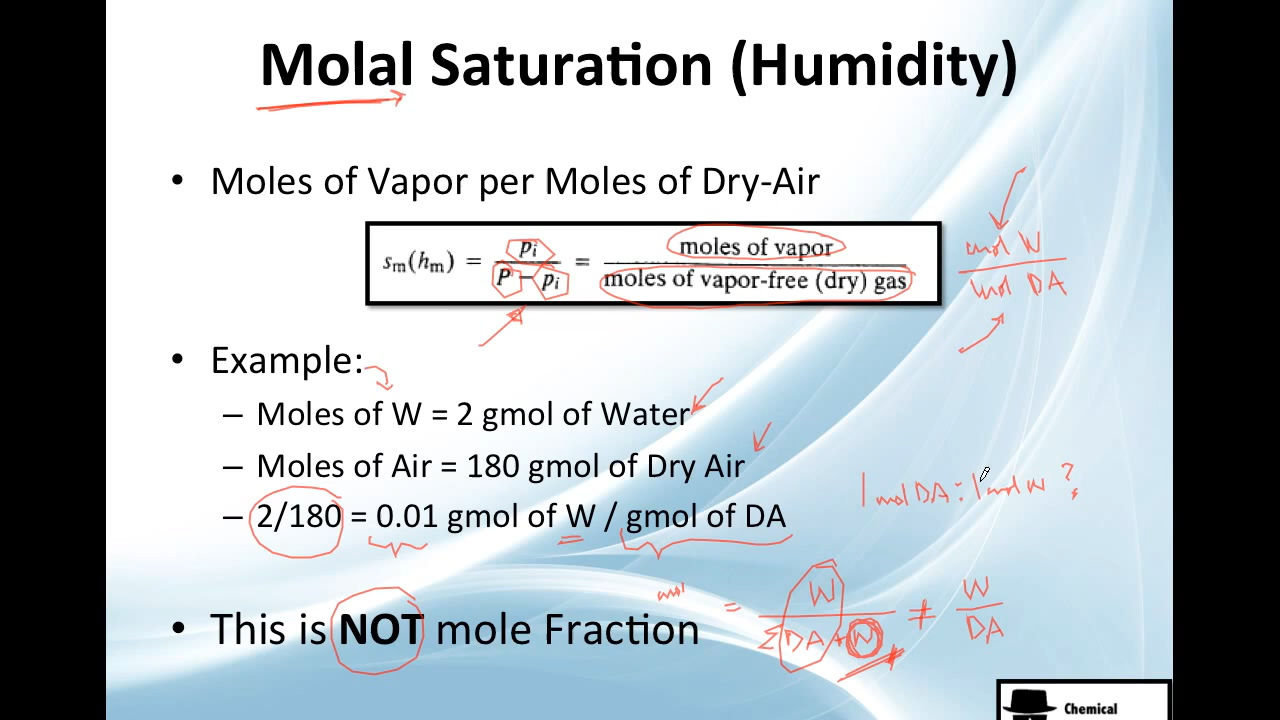 Molal Saturation (Humidity)
• Moles of Vapor per Moles of Dry-Air
sm(hm) = pi / P − pi = moles of vapor / moles of vapor-free (dry) gas
mol W / mol DA
• Example:
– Moles of W = 2 gmol of Water
– Moles of Air = 180 gmol of Dry Air
1 mol DA : 1 mol W ?
– 2/180 = 0.01 gmol of W / gmol of DA
• This is NOT mole Fraction
mol = W / Σ DA + W ≠ W / DA
Chemical